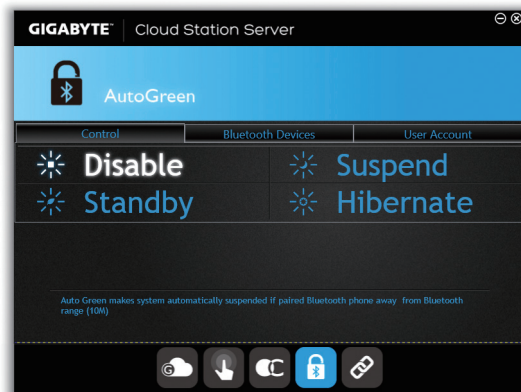 GIGABYTE™ Cloud Station Server
AutoGreen
Control Bluetooth Devices User Account
Disable Suspend
Standby Hibernate
Auto Green makes system automatically suspended if paired Bluetooth phone away from Bluetooth
range (10M)
G